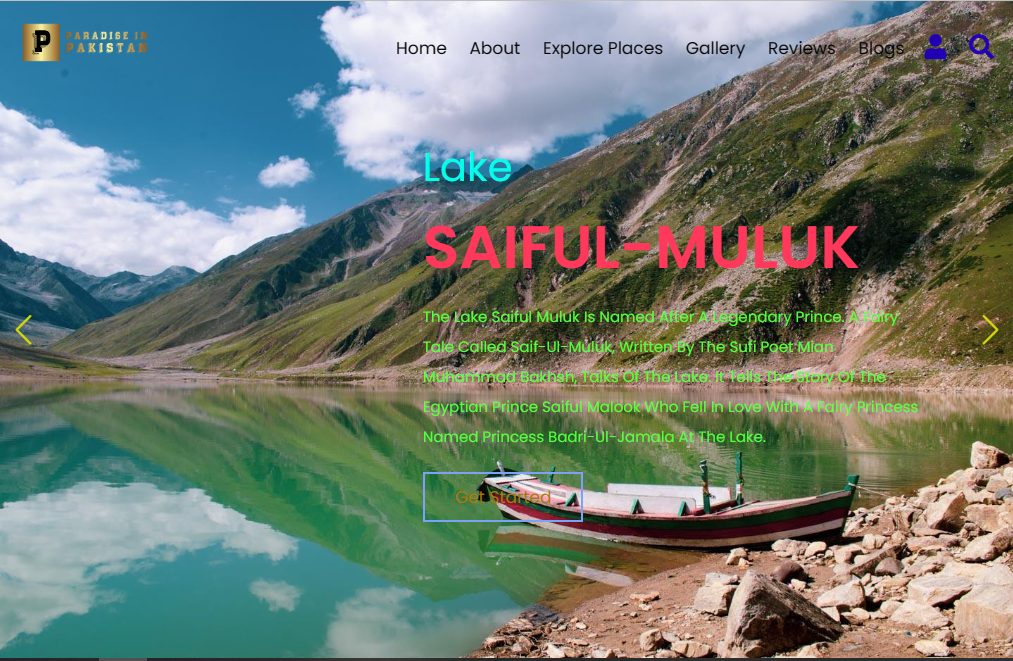 P
PARADISE IN
PAKISTAN
Home About Explore Places Gallery Reviews Blogs
Lake
SAIFUL-MULUK
The Lake Saiful Muluk Is Named After A Legendary Prince. A Fairy
Tale Called Saif-Ul-Muluk, Written By The Sufi Poet Mian
Muhammad Bakhsh, Talks Of The Lake. It Tells The Story Of The
Egyptian Prince Saiful Malook Who Fell In Love With A Fairy Princess
Named Princess Badri-Ul-Jamala At The Lake.
Get Started